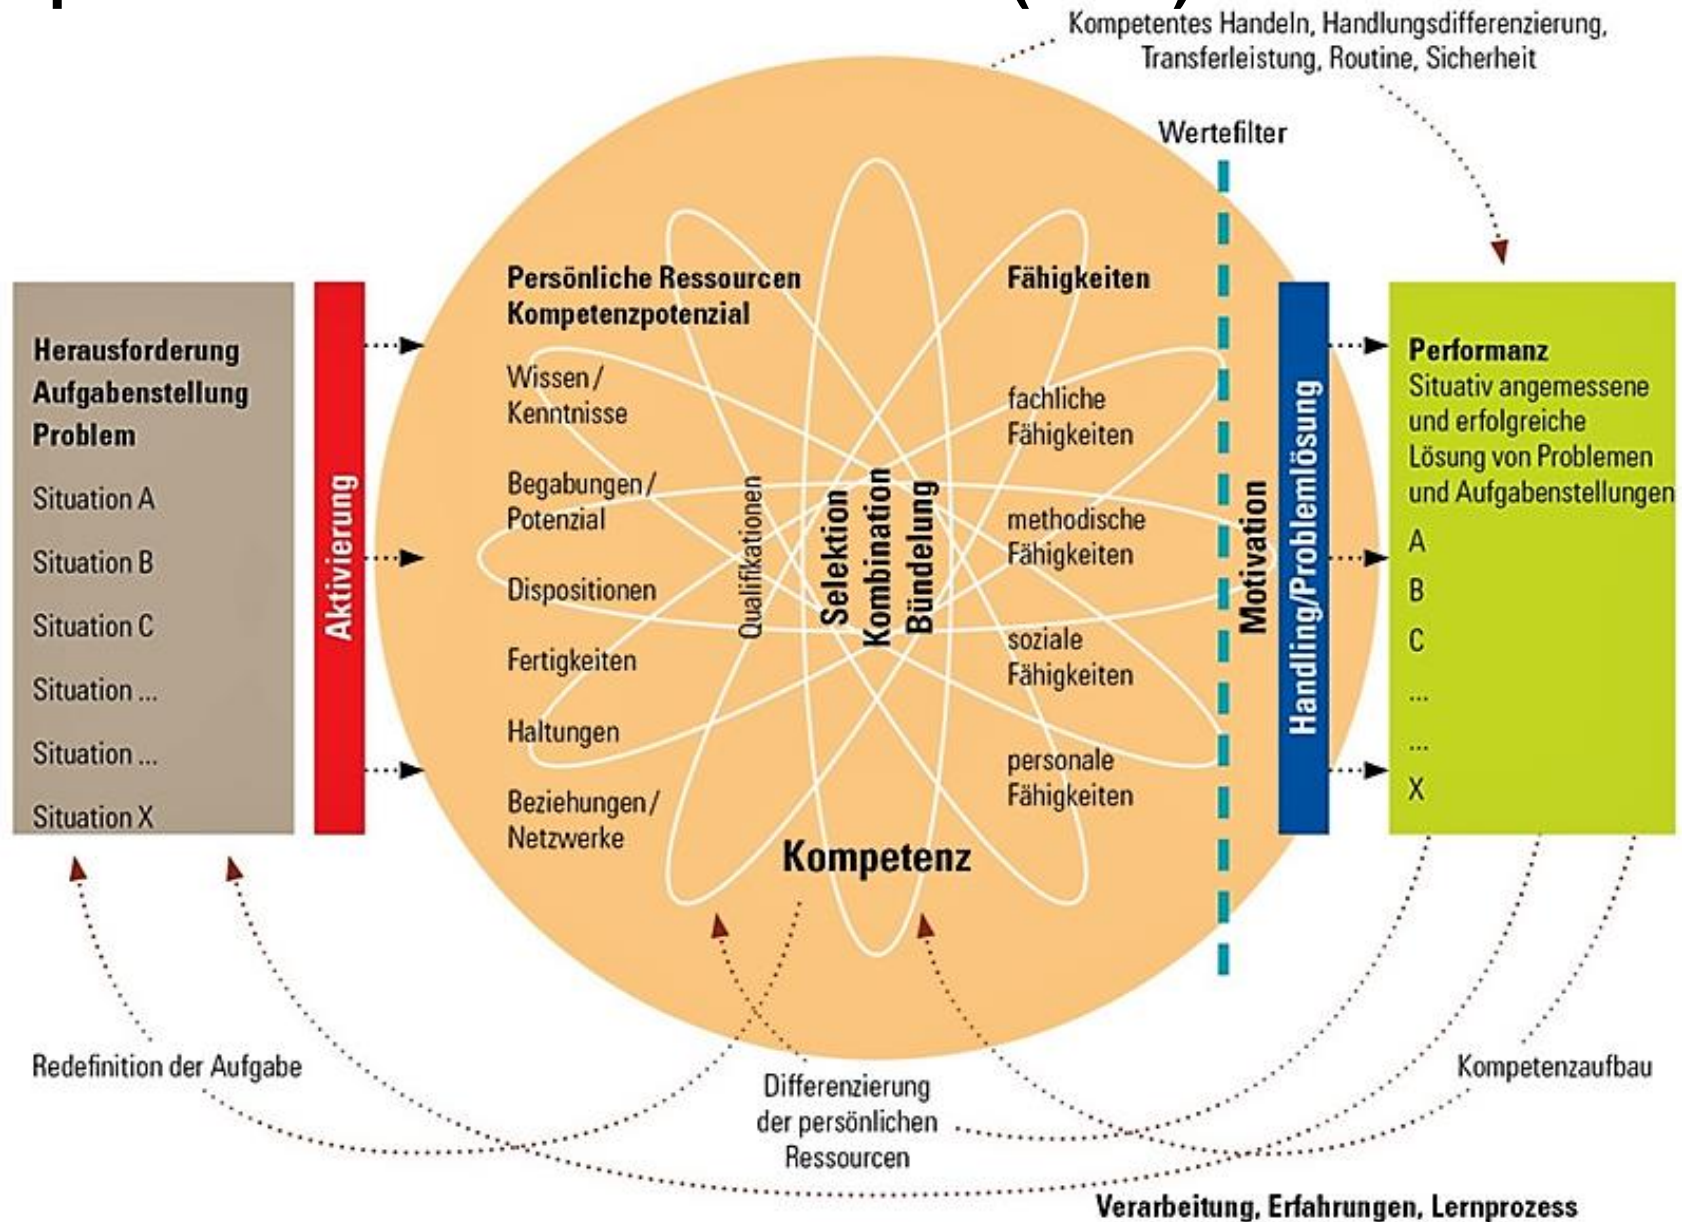 Kompetentes Handeln, Handlungsdifferenzierung,
Transferleistung, Routine, Sicherheit
Wertefilter
Herausforderung
Aufgabenstellung
Problem
Situation A
Situation B
Situation C
Situation ...
Situation ...
Situation X
Aktivierung
Persönliche Ressourcen
Kompetenzpotenzial
Wissen /
Kenntnisse
Begabungen /
Potenzial
Dispositionen
Fertigkeiten
Haltungen
Beziehungen /
Netzwerke
Qualifikationen
Selektion
Kombination
Bündelung
Fähigkeiten
fachliche
Fähigkeiten
methodische
Fähigkeiten
soziale
Fähigkeiten
personale
Fähigkeiten
Kompetenz
Motivation
Handling/Problemlösung
Performanz
Situativ angemessene
und erfolgreiche
Lösung von Problemen
und Aufgabenstellungen
A
B
C
...
...
X
Redefinition der Aufgabe
Differenzierung
der persönlichen
Ressourcen
Kompetenzaufbau
Verarbeitung, Erfahrungen, Lernprozess